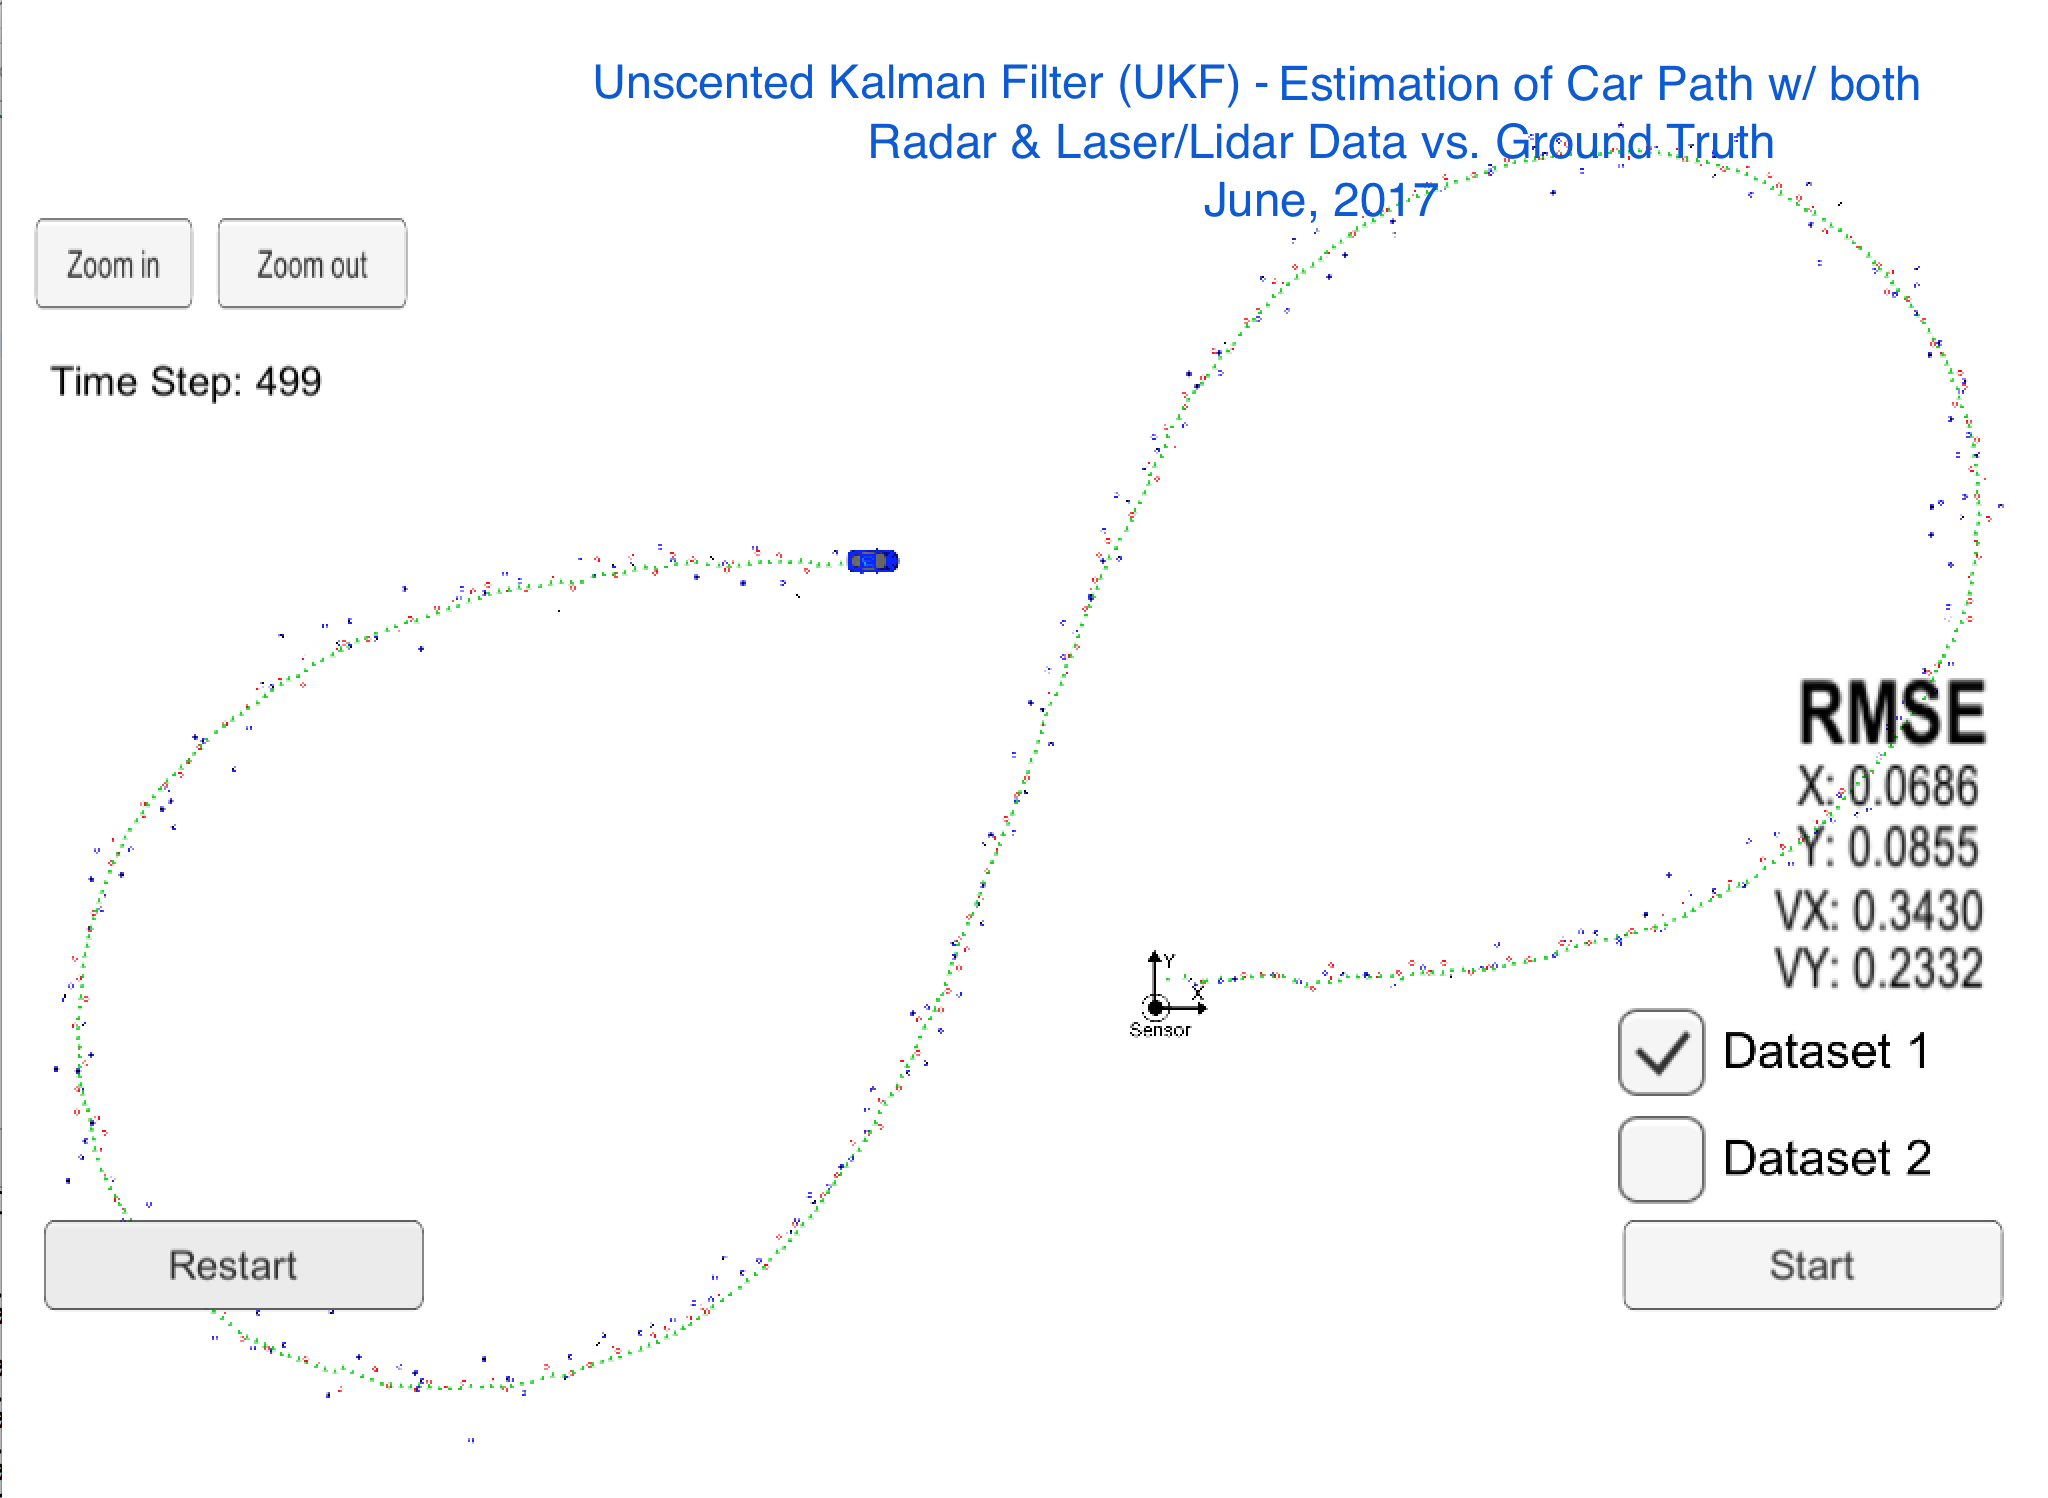 Unscented Kalman Filter (UKF) - Estimation of Car Path w/ both
Radar & Laser/Lidar Data vs. Ground Truth
June, 2017
Zoom in
Zoom out
Time Step: 499
RMSE
X: 0.0686
Y: 0.0855
VX: 0.3430
VY: 0.2332
Y
X
Sensor
Dataset 1
Dataset 2
Restart
Start